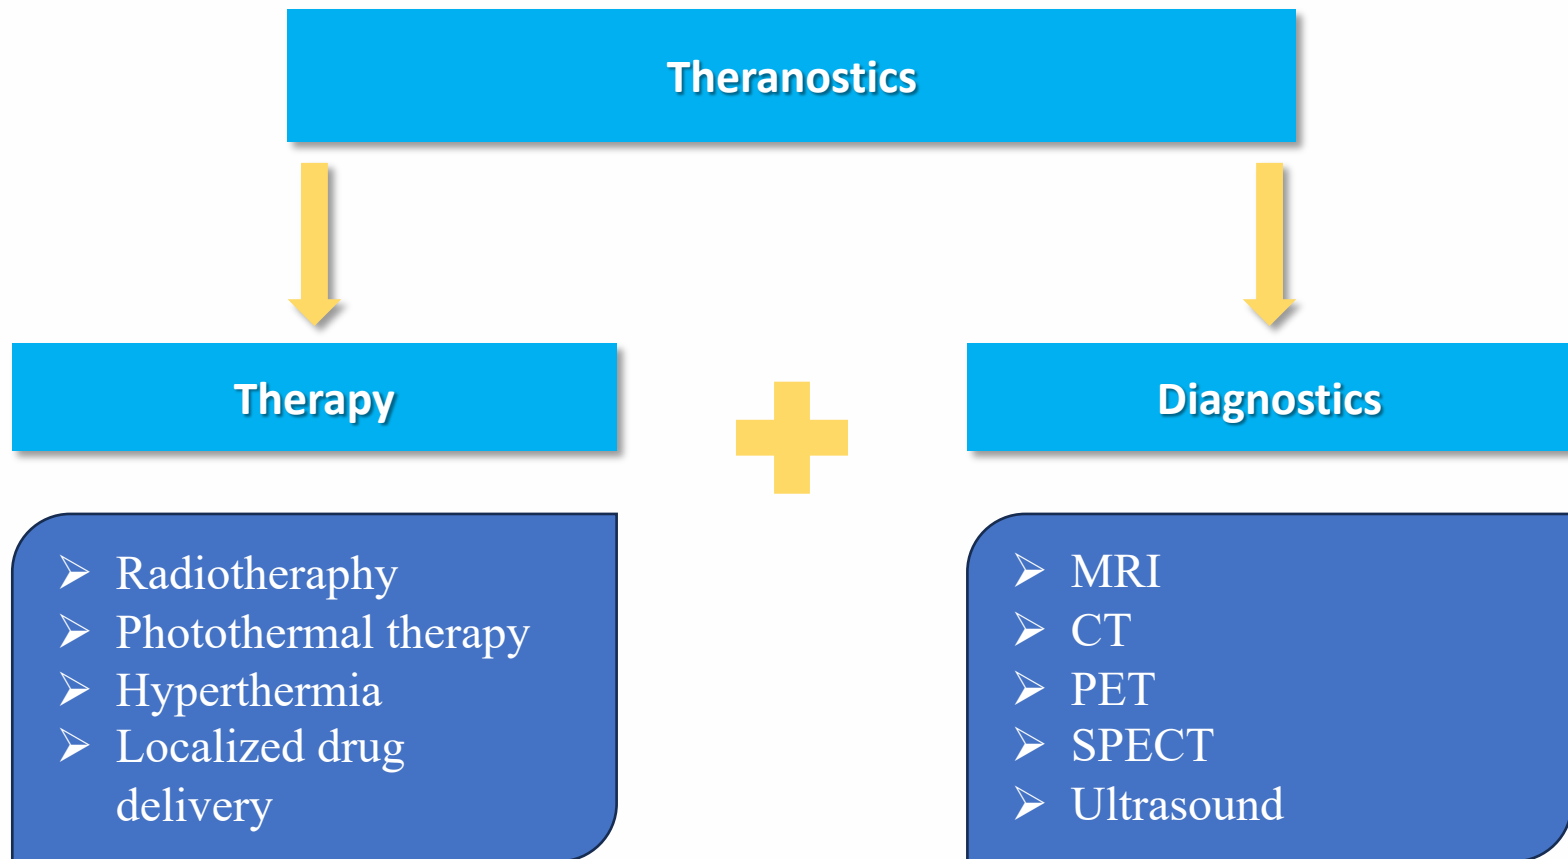 Theranostics
Therapy
Diagnostics
➢ Radiotheraphy
➢ Photothermal therapy
➢ Hyperthermia
➢ Localized drug
delivery
➢ MRI
➢ CT
➢ PET
➢ SPECT
➢ Ultrasound